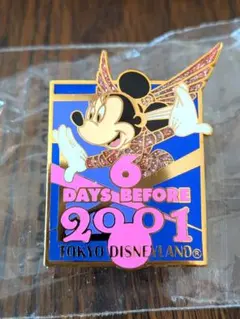 6
DAYS BEFORE
2001
TOKYO DISNEYLAND®